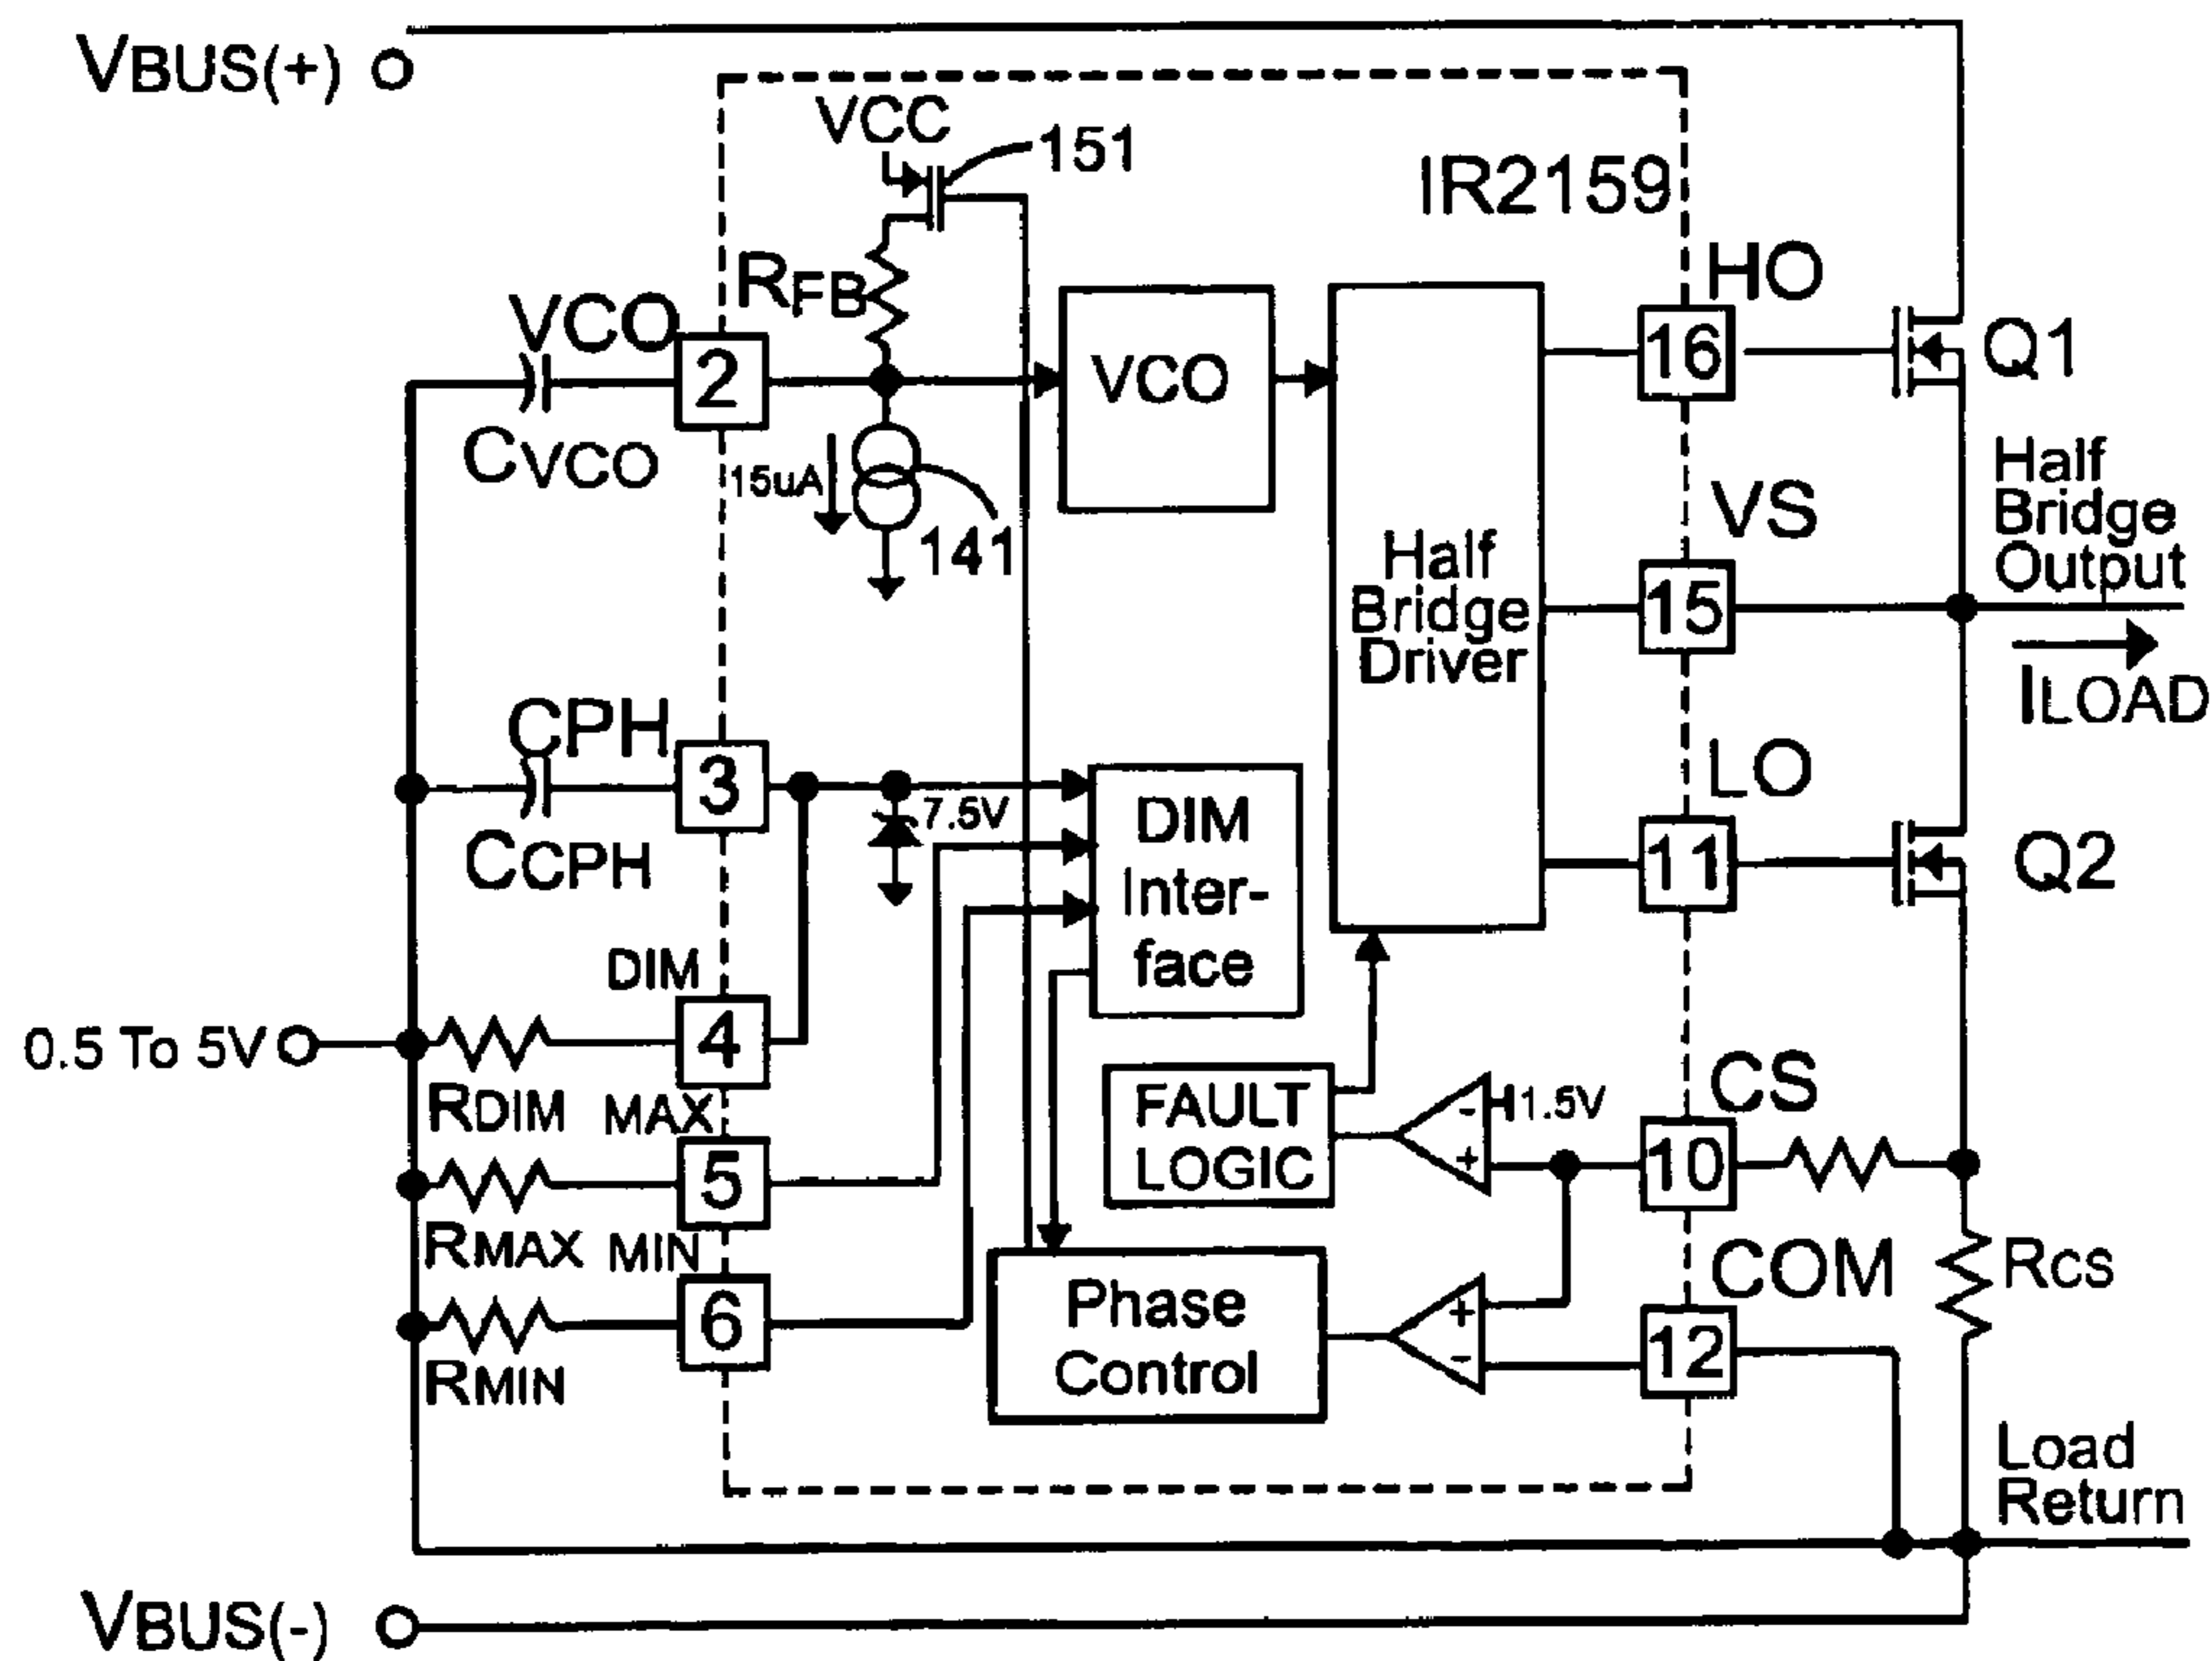 VBUS(+)
VCC
151
IR2159
HO
RFB
VCO
2
VCO
16
Q1
CVCO
15uA
141
Half
Bridge
Output
VS
Half
Bridge
Driver
15
ILOAD
CPH
3
7.5V
LO
CCPH
DIM
Inter-
face
11
Q2
DIM
4
0.5 To 5V
RDIM
MAX
FAULT
LOGIC
-
+
1.5V
CS
10
5
RMAX
MIN
COM
RCS
6
Phase
Control
+
-
12
RMIN
Load
Return
VBUS(-)